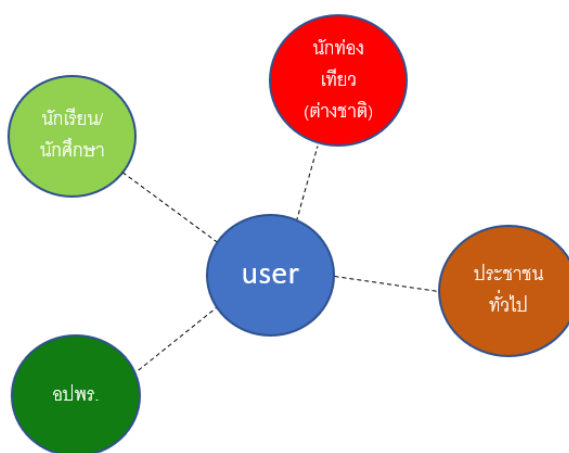 นักท่อง
เทียว
(ต่างชาติ)
นักเรียน/
นักศึกษา
user
ประชาชน
ทั่วไป
อปพร.